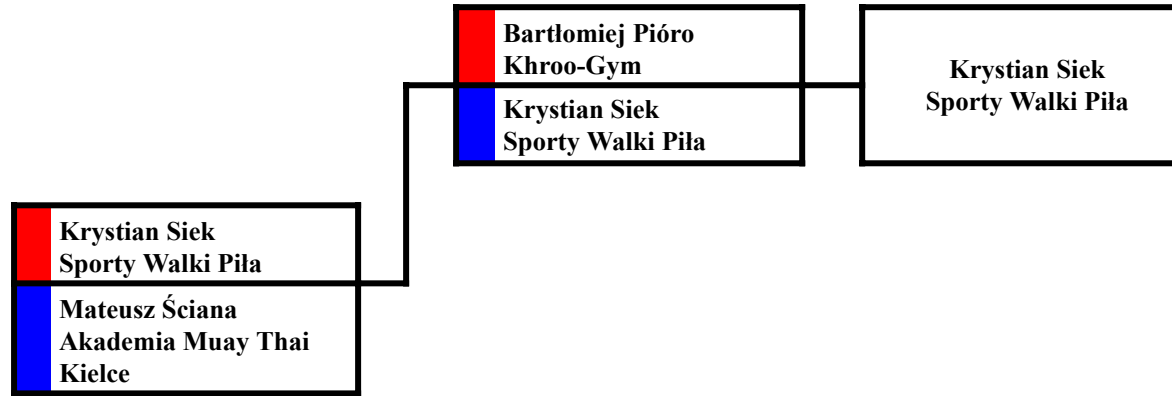 Bartłomiej Pióro
Khroo-Gym
Krystian Siek
Sporty Walki Piła
Krystian Siek
Sporty Walki Piła
Krystian Siek
Sporty Walki Piła
Mateusz Ściana
Akademia Muay Thai
Kielce